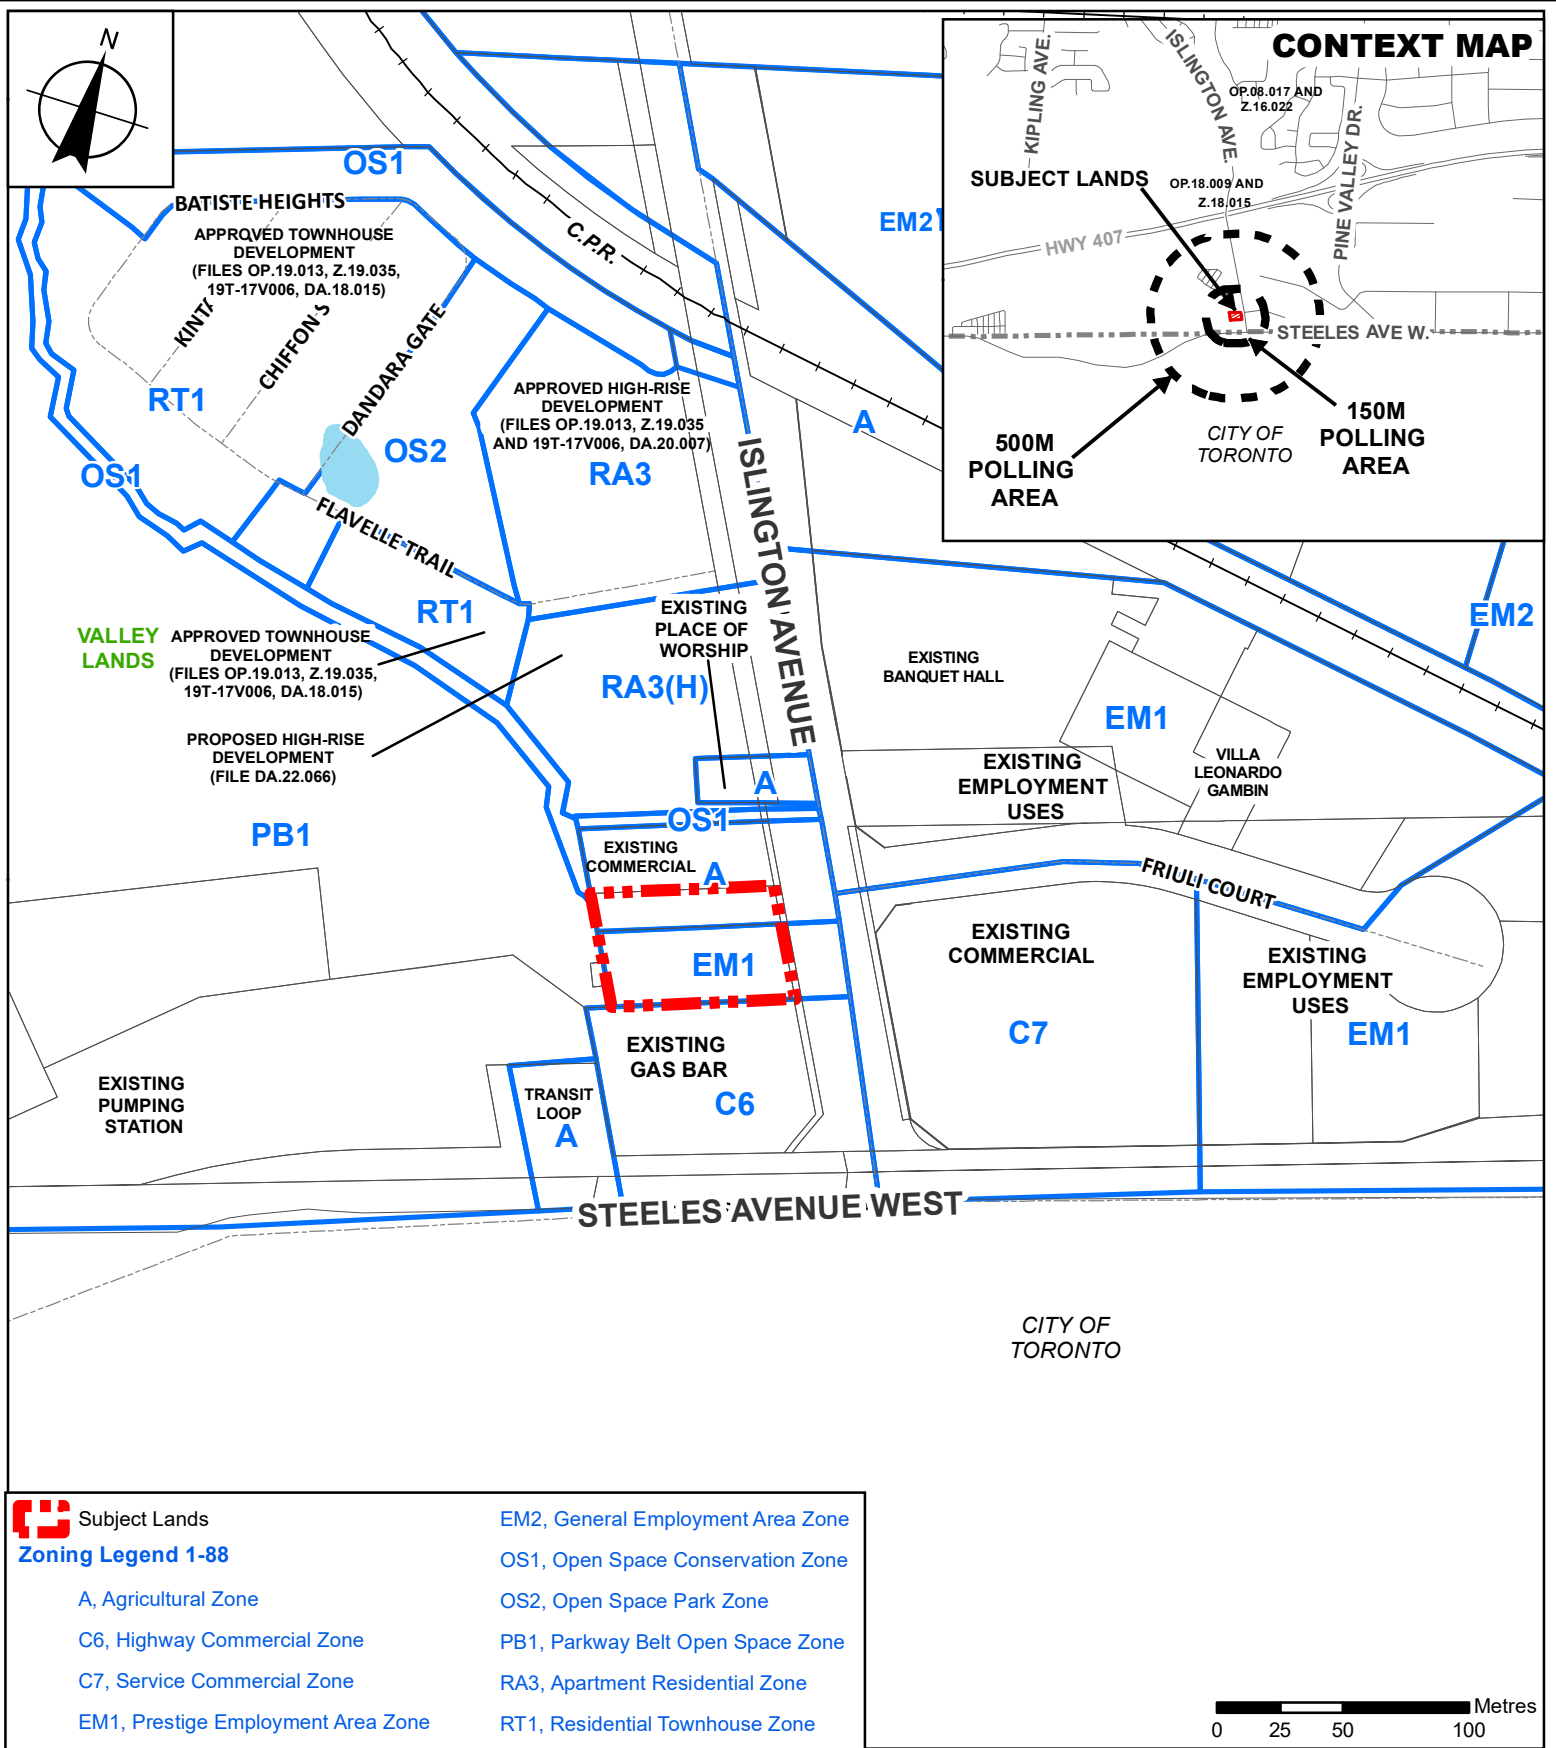 N
CONTEXT MAP
KIPLING AVE.
ISLINGTON AVE.
OP.08.017 AND
Z.16.022
PINE VALLEY DR.
SUBJECT LANDS
OP.18.009 AND
Z.18.015
HWY 407
STEELES AVE W.
150M
POLLING
AREA
500M
POLLING
AREA
CITY OF
TORONTO
OS1
BATISTE HEIGHTS
APPROVED TOWNHOUSE
DEVELOPMENT
(FILES OP.19.013, Z.19.035,
19T-17V006, DA.18.015)
C.P.R.
EM2
CHIFFON S
DANDARA GATE
RT1
OS2
OS1
APPROVED HIGH-RISE
DEVELOPMENT
(FILES OP.19.013, Z.19.035
AND 19T-17V006, DA.20.007)
RA3
A
ISLINGTON AVENUE
FLAVELLE TRAIL
RT1
EM2
VALLEY
LANDS
APPROVED TOWNHOUSE
DEVELOPMENT
(FILES OP.19.013, Z.19.035,
19T-17V006, DA.18.015)
EXISTING
PLACE OF
WORSHIP
RA3(H)
EXISTING
BANQUET HALL
EM1
PROPOSED HIGH-RISE
DEVELOPMENT
(FILE DA.22.066)
A
EXISTING
EMPLOYMENT
USES
VILLA
LEONARDO
GAMBIN
PB1
OS1
EXISTING
COMMERCIAL
A
FRIULI COURT
EM1
EXISTING
COMMERCIAL
EXISTING
EMPLOYMENT
USES
C7
EM1
EXISTING
GAS BAR
C6
EXISTING
PUMPING
STATION
TRANSIT
LOOP
A
STEELES AVENUE WEST
CITY OF
TORONTO
Subject Lands
Zoning Legend 1-88
A, Agricultural Zone
C6, Highway Commercial Zone
C7, Service Commercial Zone
EM1, Prestige Employment Area Zone
EM2, General Employment Area Zone
OS1, Open Space Conservation Zone
OS2, Open Space Park Zone
PB1, Parkway Belt Open Space Zone
RA3, Apartment Residential Zone
RT1, Residential Townhouse Zone
Metres
0 25 50 100